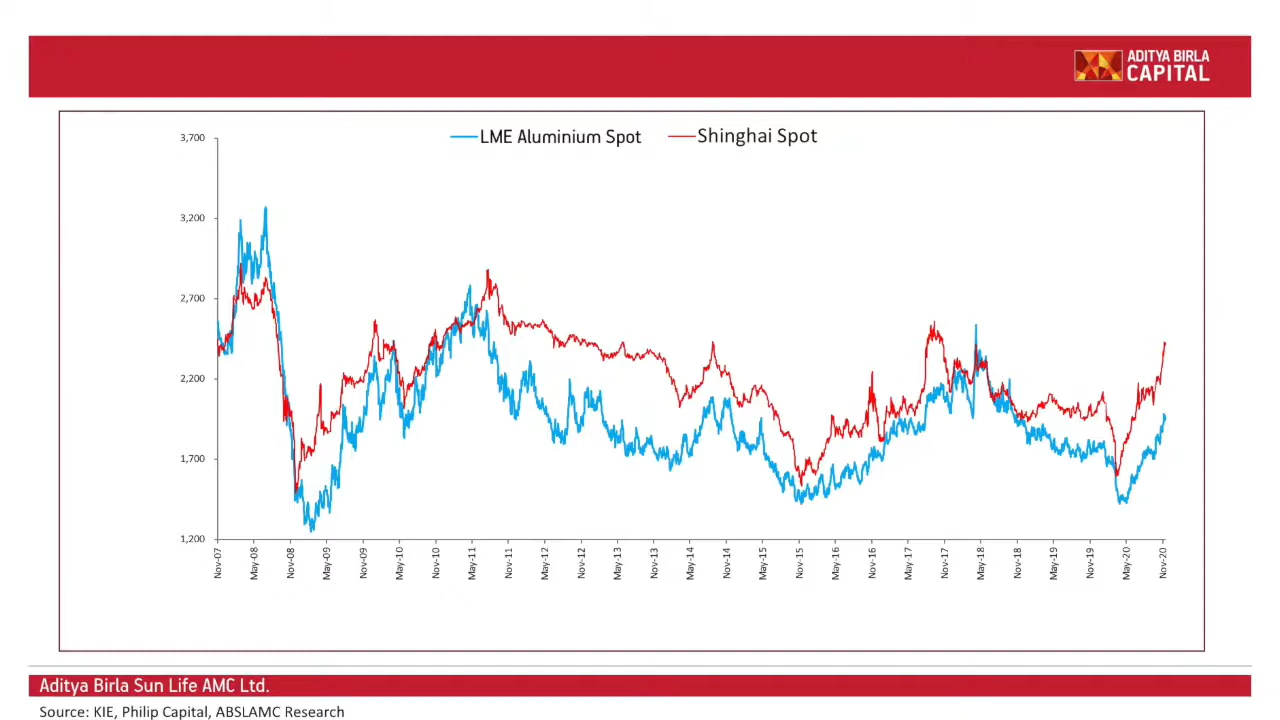 ADITYA BIRLA
CAPITAL
LME Aluminium Spot
Shinghai Spot
3,700
3,200
2,700
2,200
1,700
1,200
Nov-07
May-08
Nov-08
May-09
Nov-09
May-10
Nov-10
May-11
Nov-11
May-12
Nov-12
May-13
Nov-13
May-14
Nov-14
May-15
Nov-15
May-16
Nov-16
May-17
Nov-17
May-18
Nov-18
May-19
Nov-19
May-20
Nov-20
Aditya Birla Sun Life AMC Ltd.
Source: KIE, Philip Capital, ABSLAMC Research